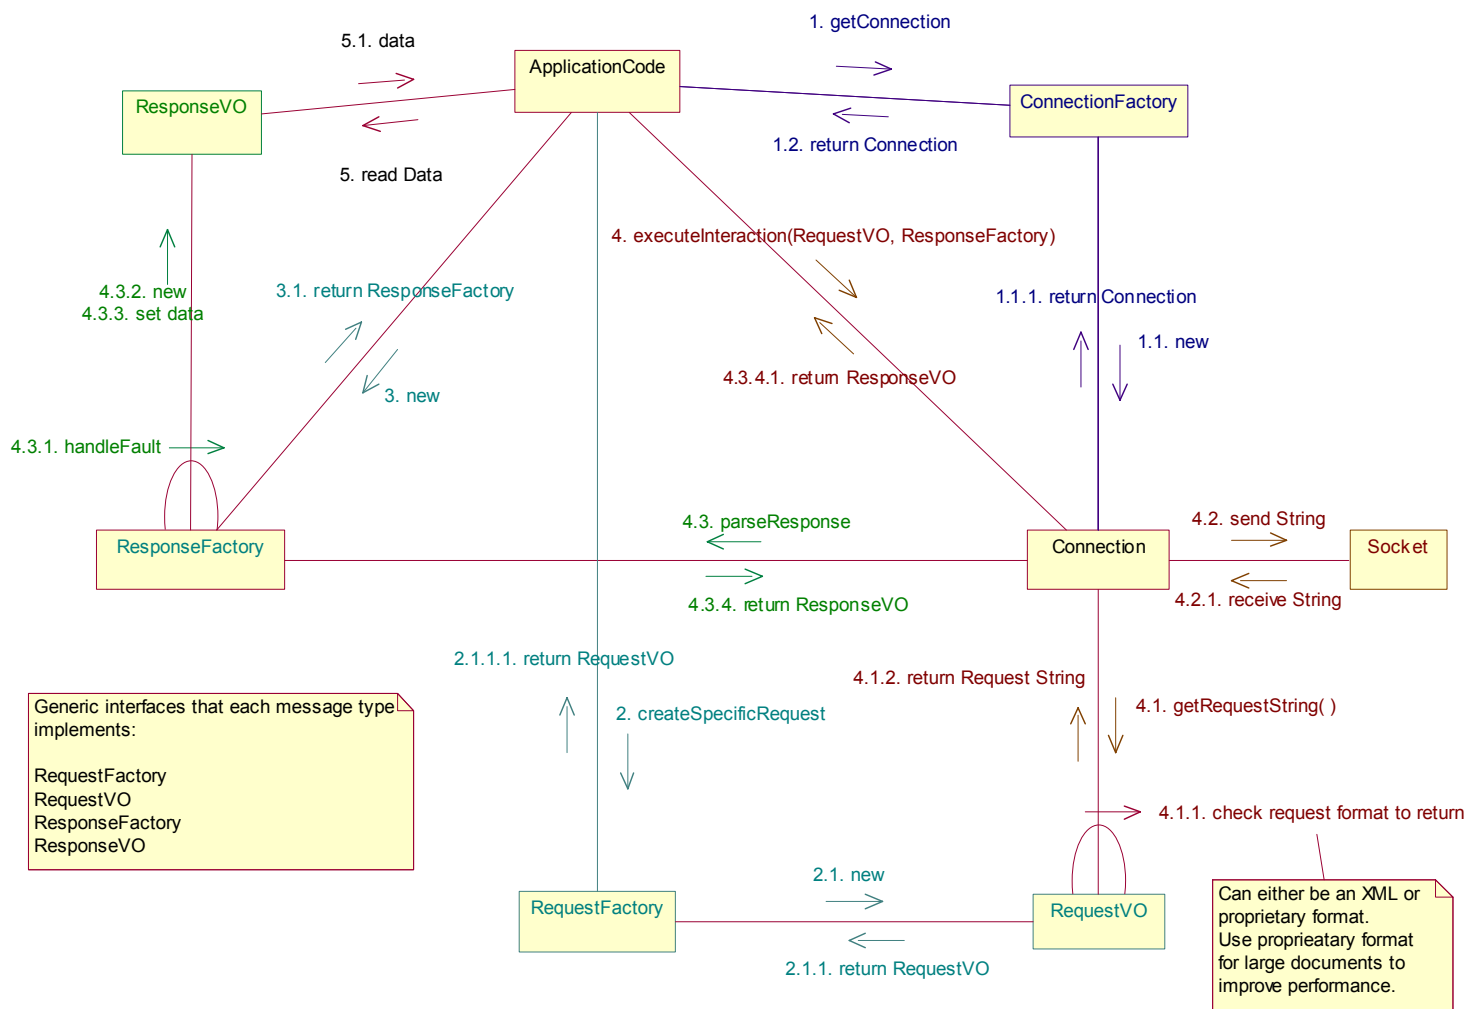 1. getConnection
5.1. data
ApplicationCode
ResponseVO
ConnectionFactory
1.2. return Connection
5. read Data
4. executeInteraction(RequestVO, ResponseFactory)
4.3.2. new
4.3.3. set data
3.1. return ResponseFactory
1.1.1. return Connection
1.1. new
4.3.4.1. return ResponseVO
3. new
4.3.1. handleFault
4.3. parseResponse
4.2. send String
ResponseFactory
Connection
Socket
4.3.4. return ResponseVO
4.2.1. receive String
2.1.1.1. return RequestVO
4.1.2. return Request String
4.1. getRequestString( )
2. createSpecificRequest
Generic interfaces that each message type
implements:
RequestFactory
RequestVO
ResponseFactory
ResponseVO
4.1.1. check request format to return
2.1. new
RequestFactory
RequestVO
2.1.1. return RequestVO
Can either be an XML or
proprietary format.
Use proprieatary format
for large documents to
improve performance.